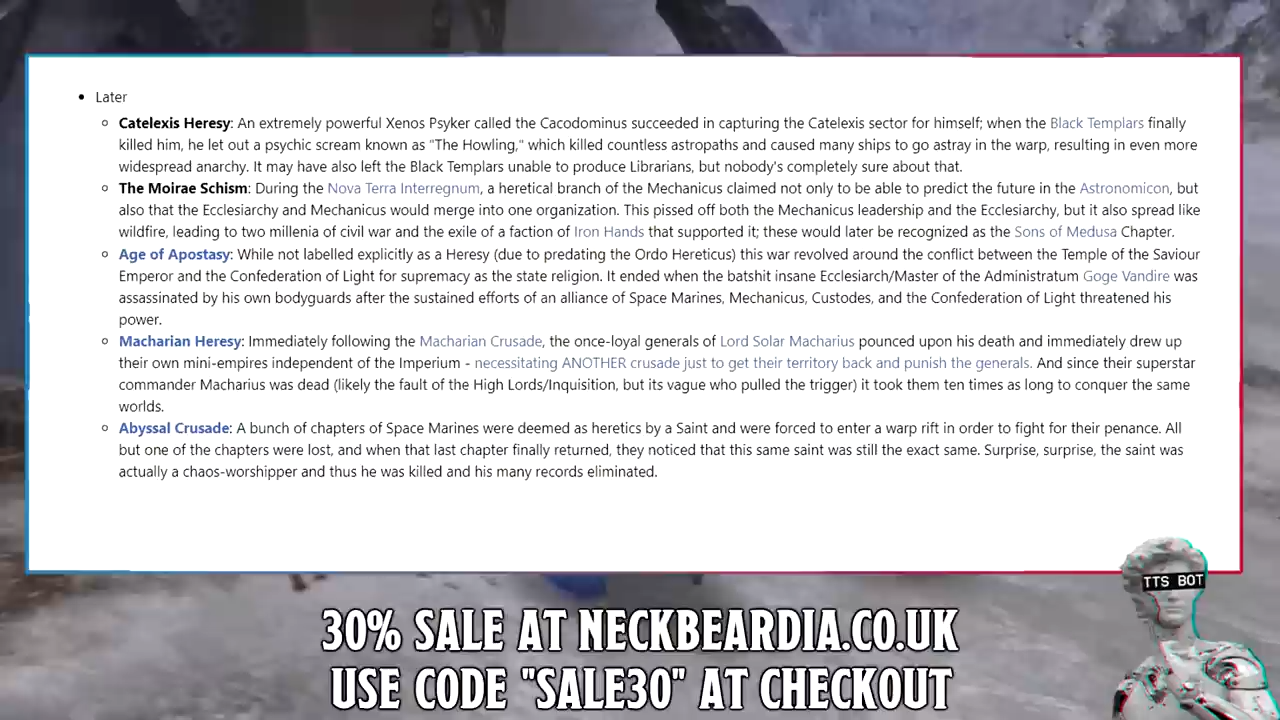 Later
Catelexis Heresy: An extremely powerful Xenos Psyker called the Cacodominus succeeded in capturing the Catelexis sector for himself; when the Black Templars finally
killed him, he let out a psychic scream known as "The Howling," which killed countless astropaths and caused many ships to go astray in the warp, resulting in even more
widespread anarchy. It may have also left the Black Templars unable to produce Librarians, but nobody's completely sure about that.
The Moirae Schism: During the Nova Terra Interregnum, a heretical branch of the Mechanicus claimed not only to be able to predict the future in the Astronomicon, but
also that the Ecclesiarchy and Mechanicus would merge into one organization. This pissed off both the Mechanicus leadership and the Ecclesiarchy, but it also spread like
wildfire, leading to two millenia of civil war and the exile of a faction of Iron Hands that supported it; these would later be recognized as the Sons of Medusa Chapter.
Age of Apostasy: While not labelled explicitly as a Heresy (due to predating the Ordo Hereticus) this war revolved around the conflict between the Temple of the Saviour
Emperor and the Confederation of Light for supremacy as the state religion. It ended when the batshit insane Ecclesiarch/Master of the Administratum Goge Vandire was
assassinated by his own bodyguards after the sustained efforts of an alliance of Space Marines, Mechanicus, Custodes, and the Confederation of Light threatened his
power.
Macharian Heresy: Immediately following the Macharian Crusade, the once-loyal generals of Lord Solar Macharius pounced upon his death and immediately drew up
their own mini-empires independent of the Imperium - necessitating ANOTHER crusade just to get their territory back and punish the generals. And since their superstar
commander Macharius was dead (likely the fault of the High Lords/Inquisition, but its vague who pulled the trigger) it took them ten times as long to conquer the same
worlds.
Abyssal Crusade: A bunch of chapters of Space Marines were deemed as heretics by a Saint and were forced to enter a warp rift in order to fight for their penance. All
but one of the chapters were lost, and when that last chapter finally returned, they noticed that this same saint was still the exact same. Surprise, surprise, the saint was
actually a chaos-worshipper and thus he was killed and his many records eliminated.
TTS BOT
30% SALE AT NECKBEARDIA.CO.UK
USE CODE "SALE30" AT CHECKOUT